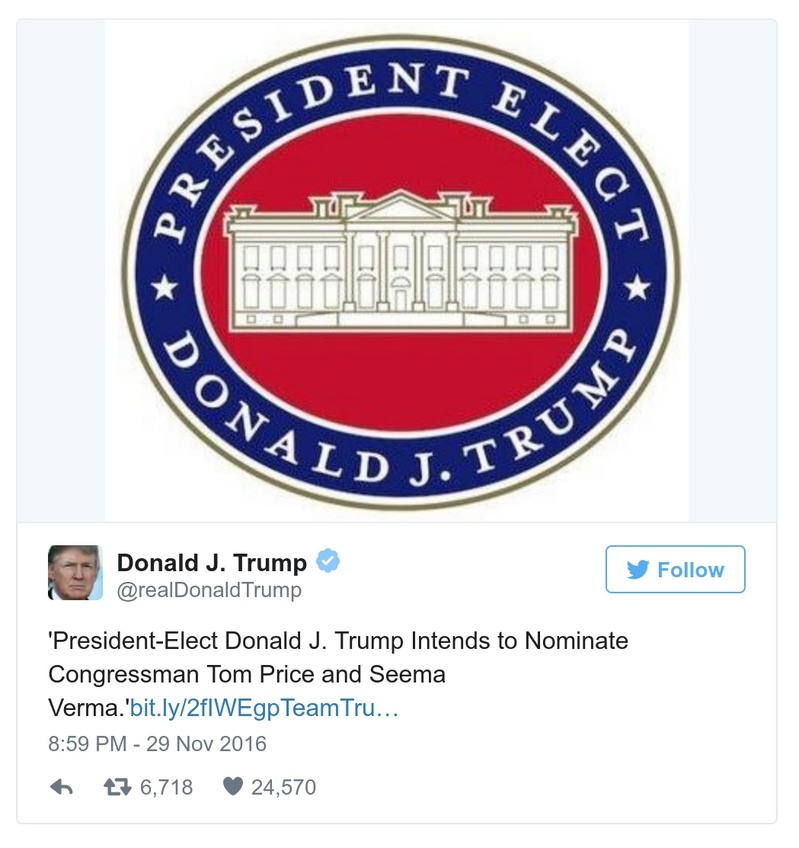 PRESIDENT ELECT
DONALD J. TRUMP
Donald J. Trump
@realDonaldTrump
Follow
'President-Elect Donald J. Trump Intends to Nominate
Congressman Tom Price and Seema
Verma.'bit.ly/2flWEgpTeamTru…
8:59 PM - 29 Nov 2016
6,718 24,570